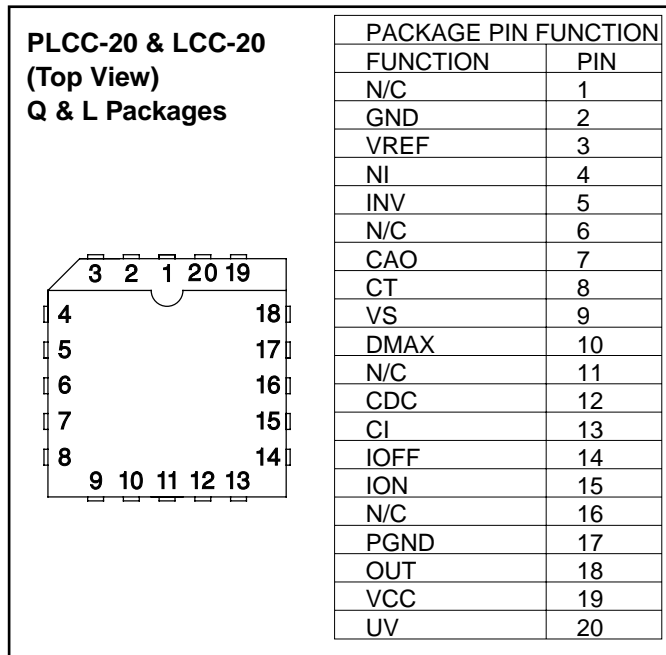 PLCC-20 & LCC-20
(Top View)
Q & L Packages
3 2 1 20 19
4 18
5 17
6 16
7 15
8 14
9 10 11 12 13
PACKAGE PIN FUNCTION
FUNCTION PIN
N/C 1
GND 2
VREF 3
NI 4
INV 5
N/C 6
CAO 7
CT 8
VS 9
DMAX 10
N/C 11
CDC 12
CI 13
IOFF 14
ION 15
N/C 16
PGND 17
OUT 18
VCC 19
UV 20